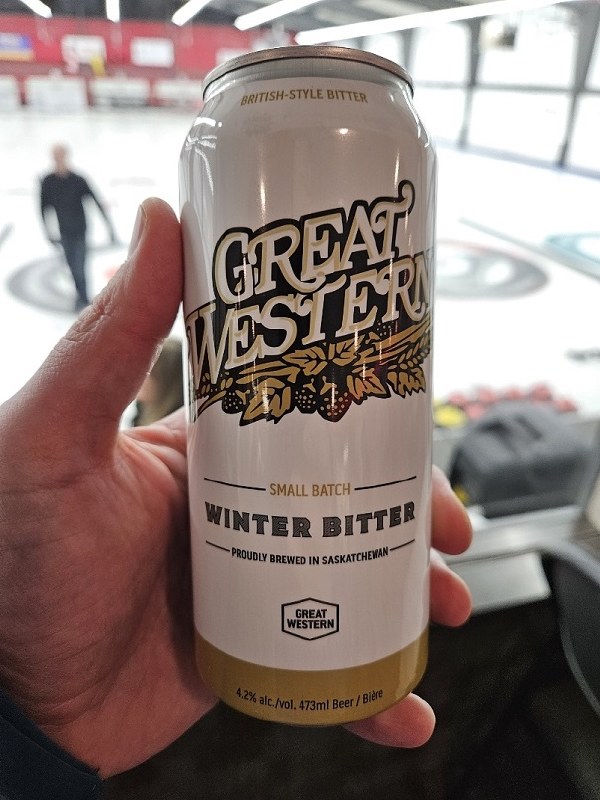 BRITISH-STYLE BITTER
GREAT
WESTERN
SMALL BATCH
WINTER BITTER
PROUDLY BREWED IN SASKATCHEWAN
GREAT
WESTERN
4.2% alc./vol. 473ml Beer / Bière